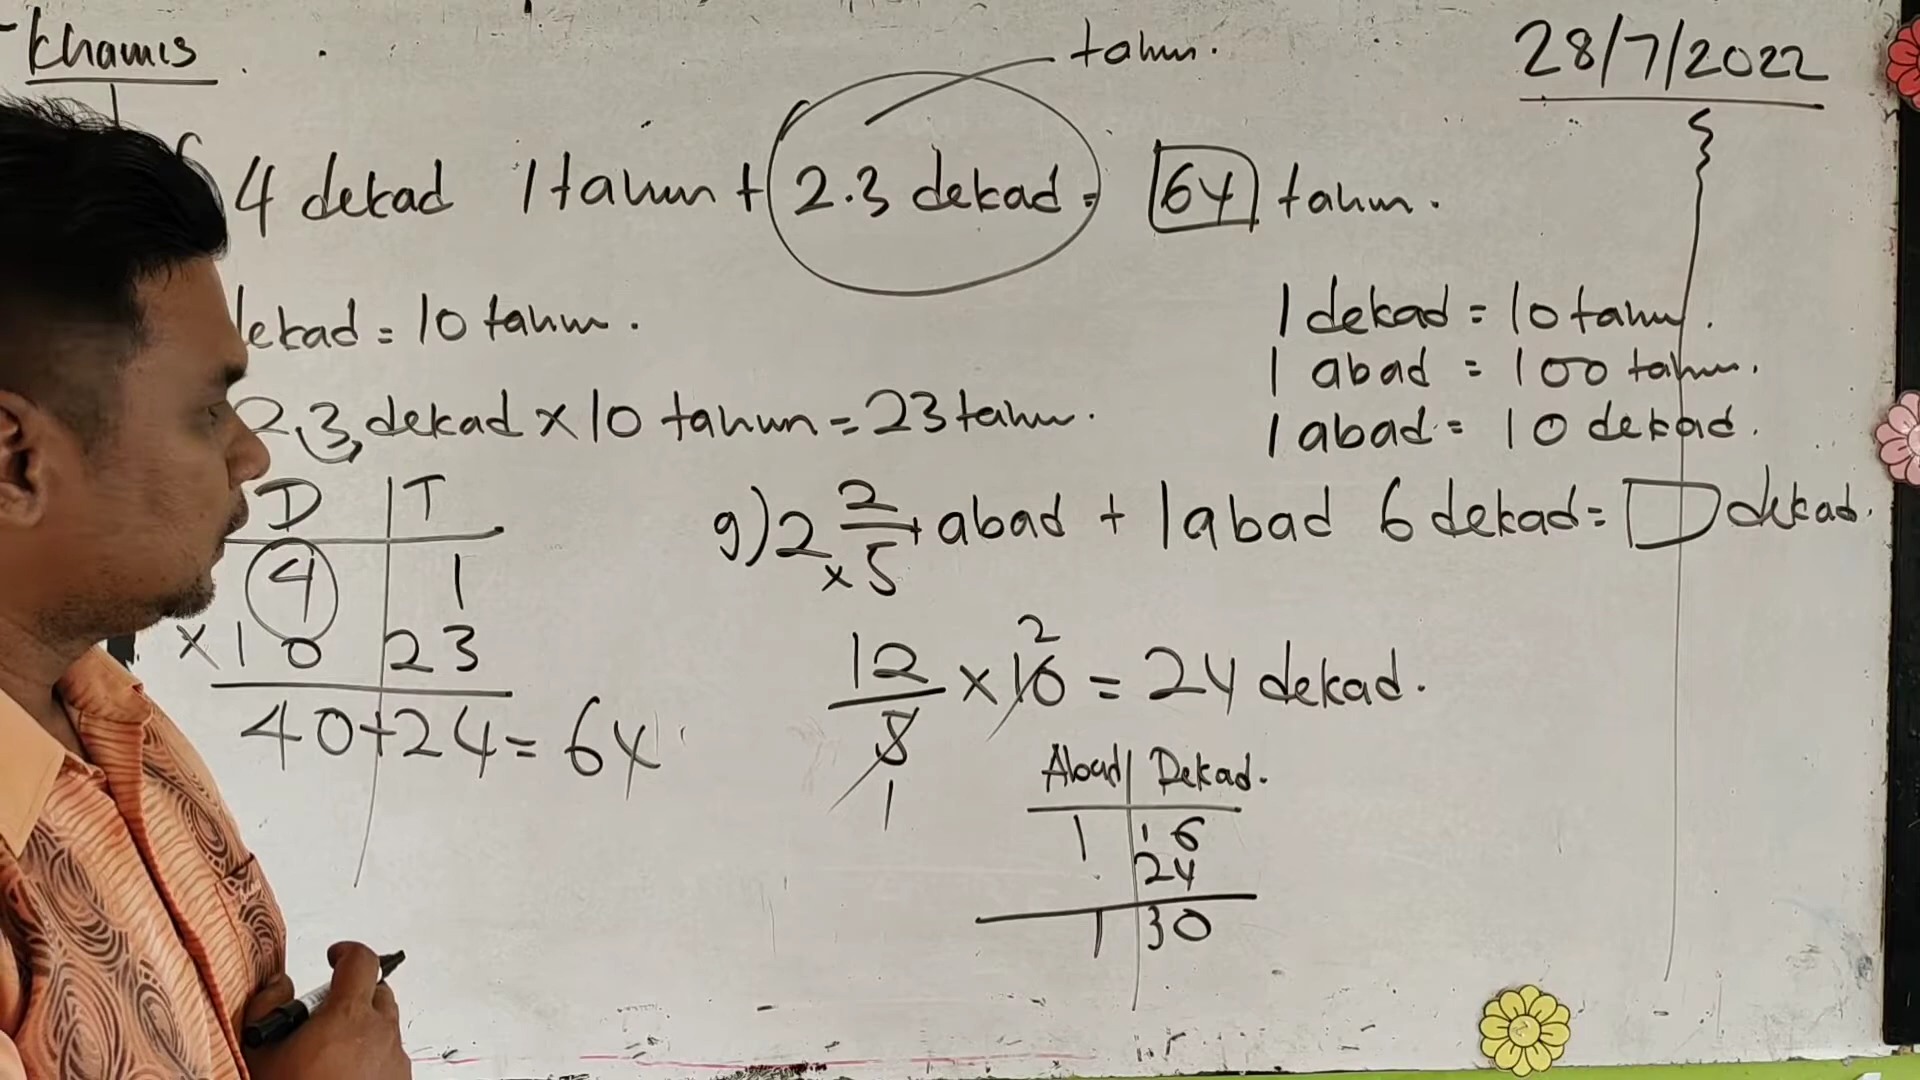 Khamis
28/7/2022
tahun.
4 dekad 1 tahun + 2.3 dekad = 64 tahun.
dekad = 10 tahun.
2.3 dekad × 10 tahun = 23 tahun.
D T
4 1
× 10 23
40 + 24 = 64
1 dekad = 10 tahun.
1 abad = 100 tahun.
1 abad = 10 dekad.
g) 2 2/5 abad + 1 abad 6 dekad = □ dekad.
× +
12/5 × 10 = 24 dekad.
2
1
Abad Dekad.
1 6
24
1 30